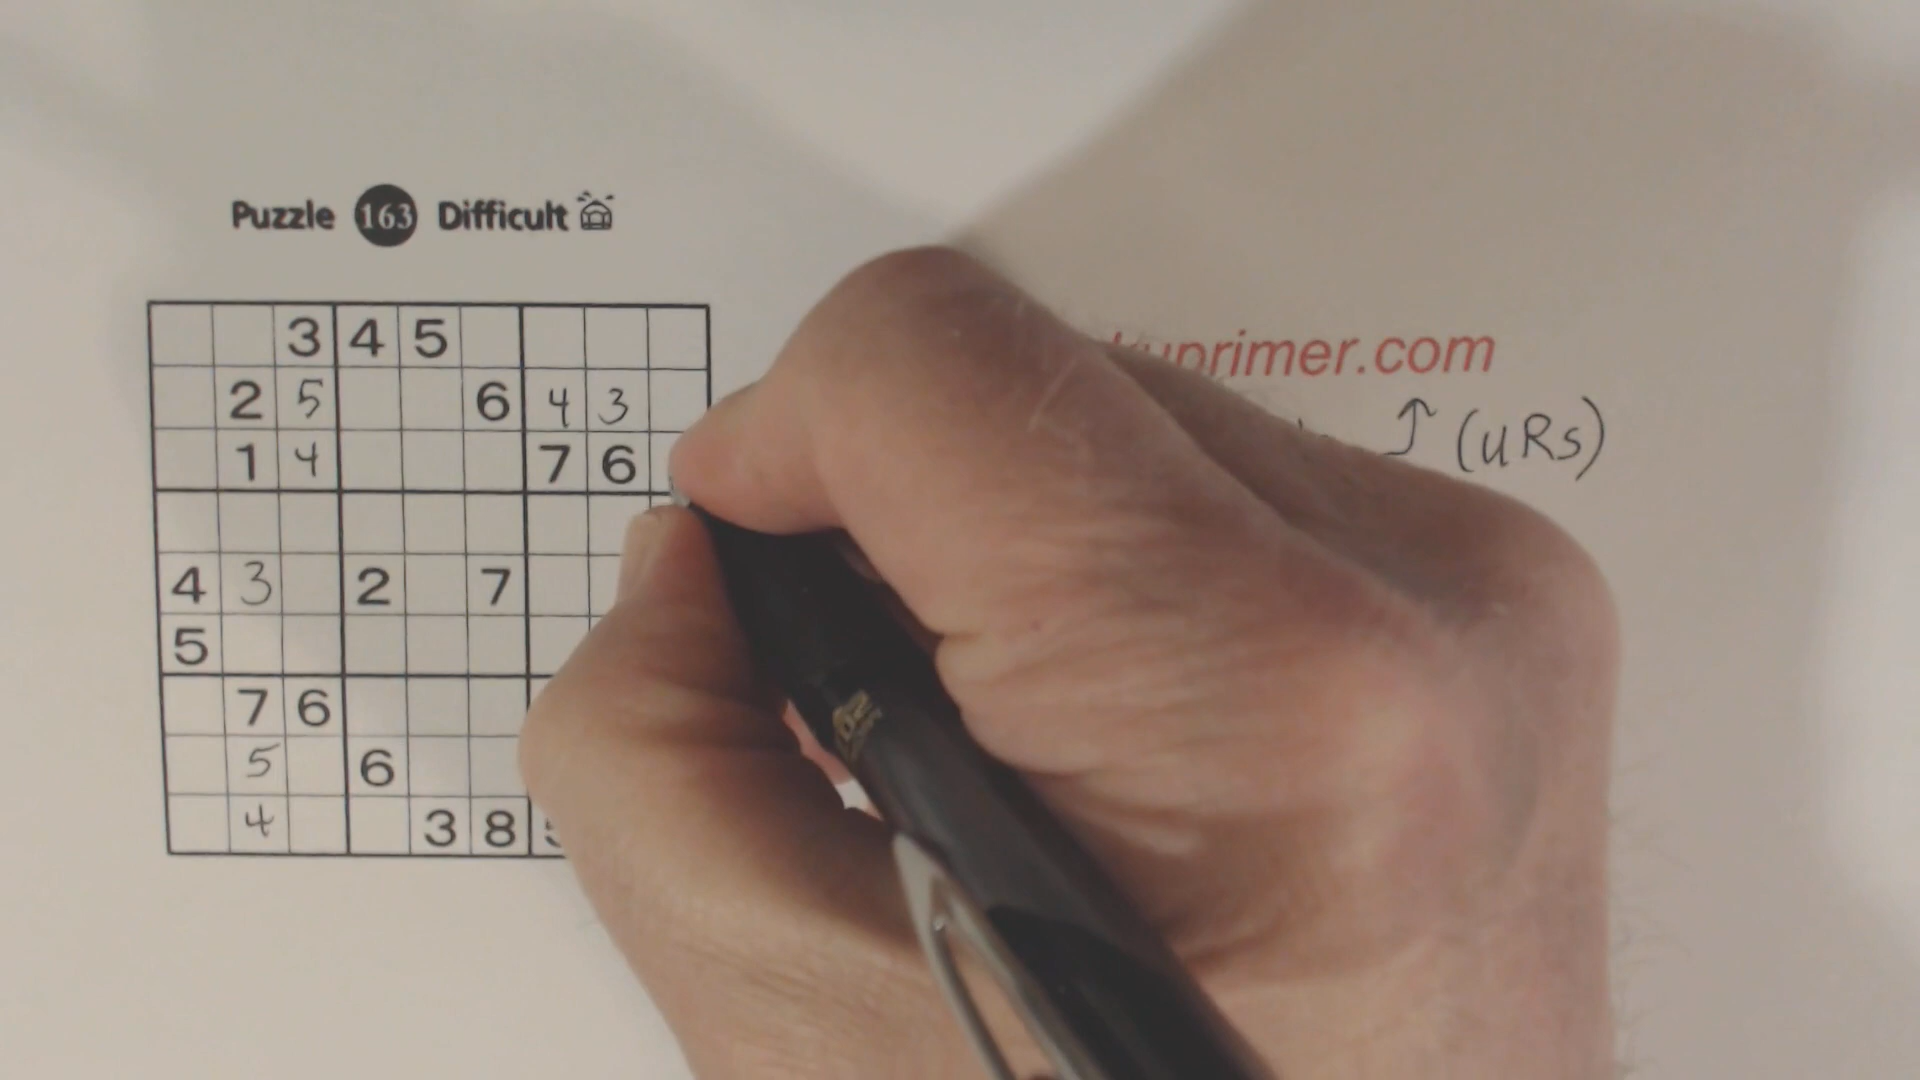 Puzzle 163 Difficult
3 4 5
2 5 6 4 3
1 4 7 6
4 3 2 7
5
7 6
5 6
4 3 8
primer.com
(uRs)